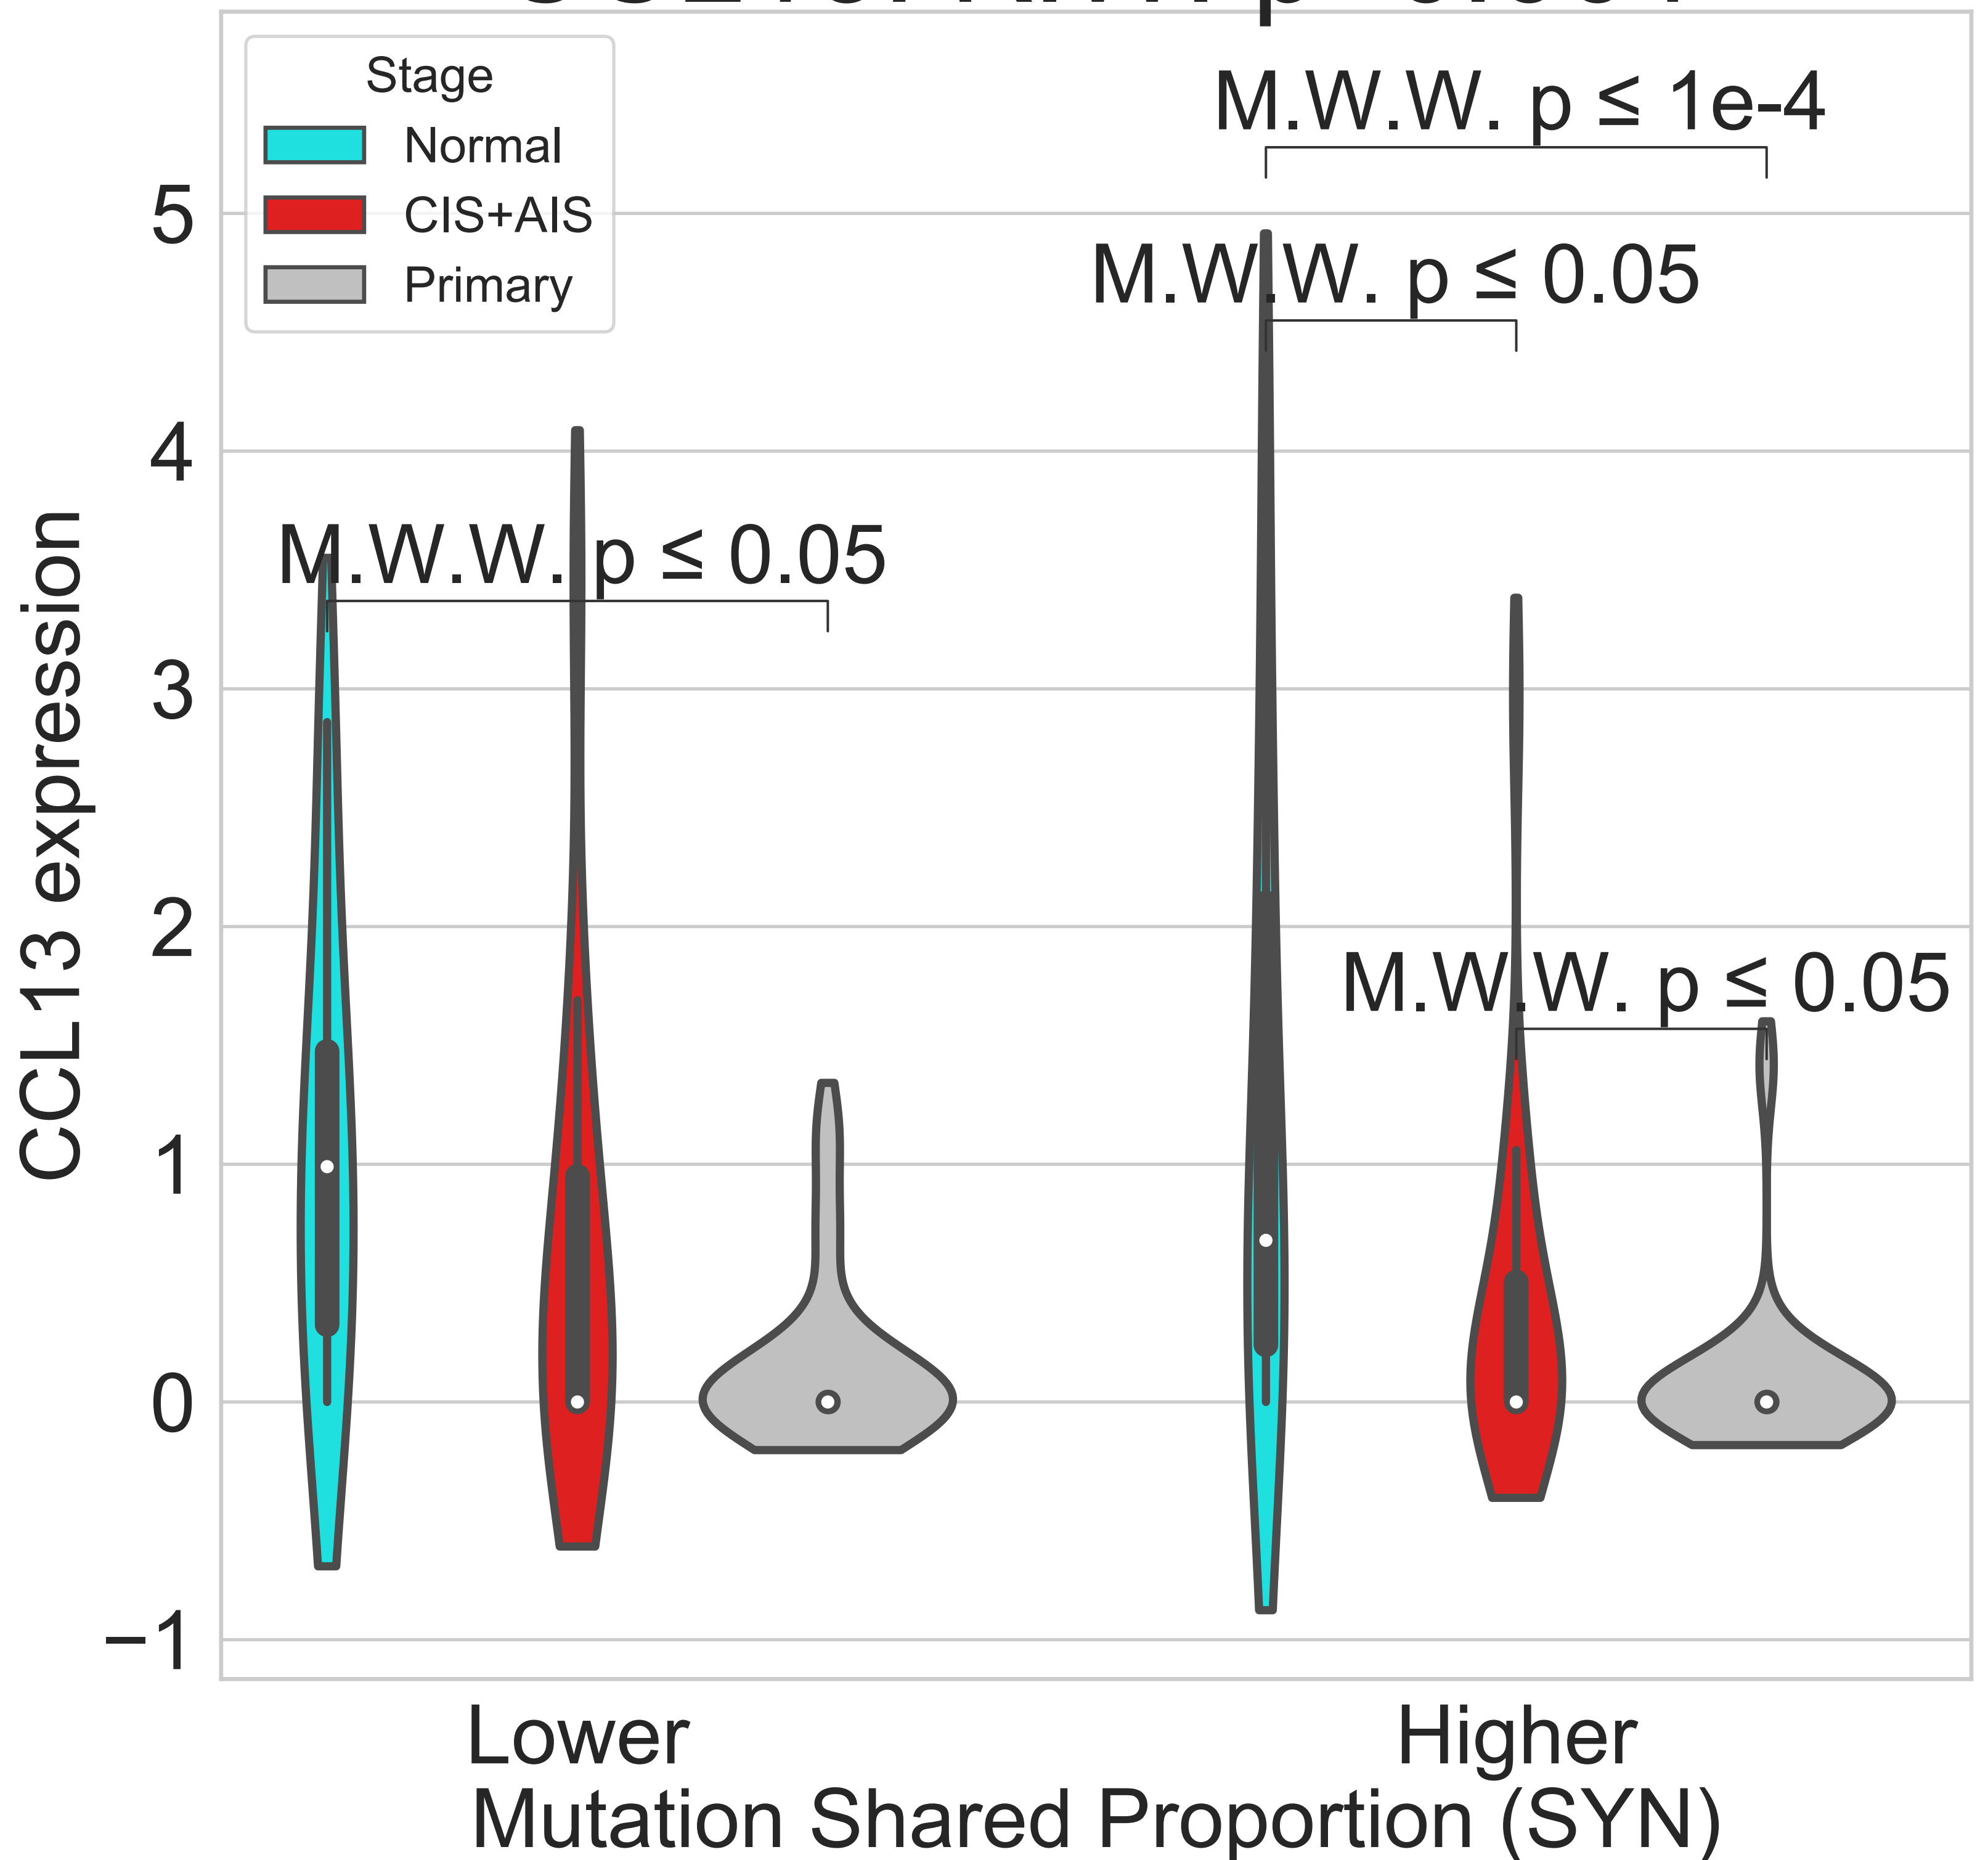 Stage
Normal
CIS+AIS
Primary
M.W.W. p ≤ 1e-4
M.W.W. p ≤ 0.05
M.W.W. p ≤ 0.05
M.W.W. p ≤ 0.05
CCL13 expression
5
4
3
2
1
0
−1
Lower
Higher
Mutation Shared Proportion (SYN)